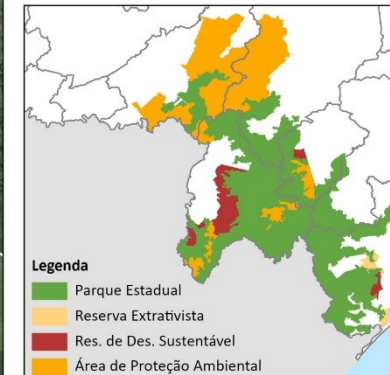 Legenda
Parque Estadual
Reserva Extrativista
Res. de Des. Sustentável
Área de Proteção Ambiental